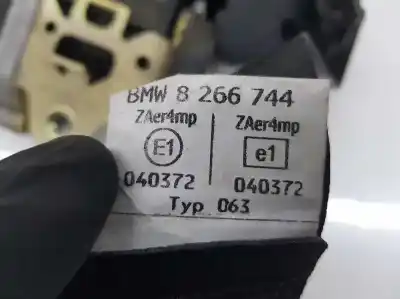 BMW 8 266 744
ZAer4mp ZAer4mp
E1 e1
040372 040372
Typ 063